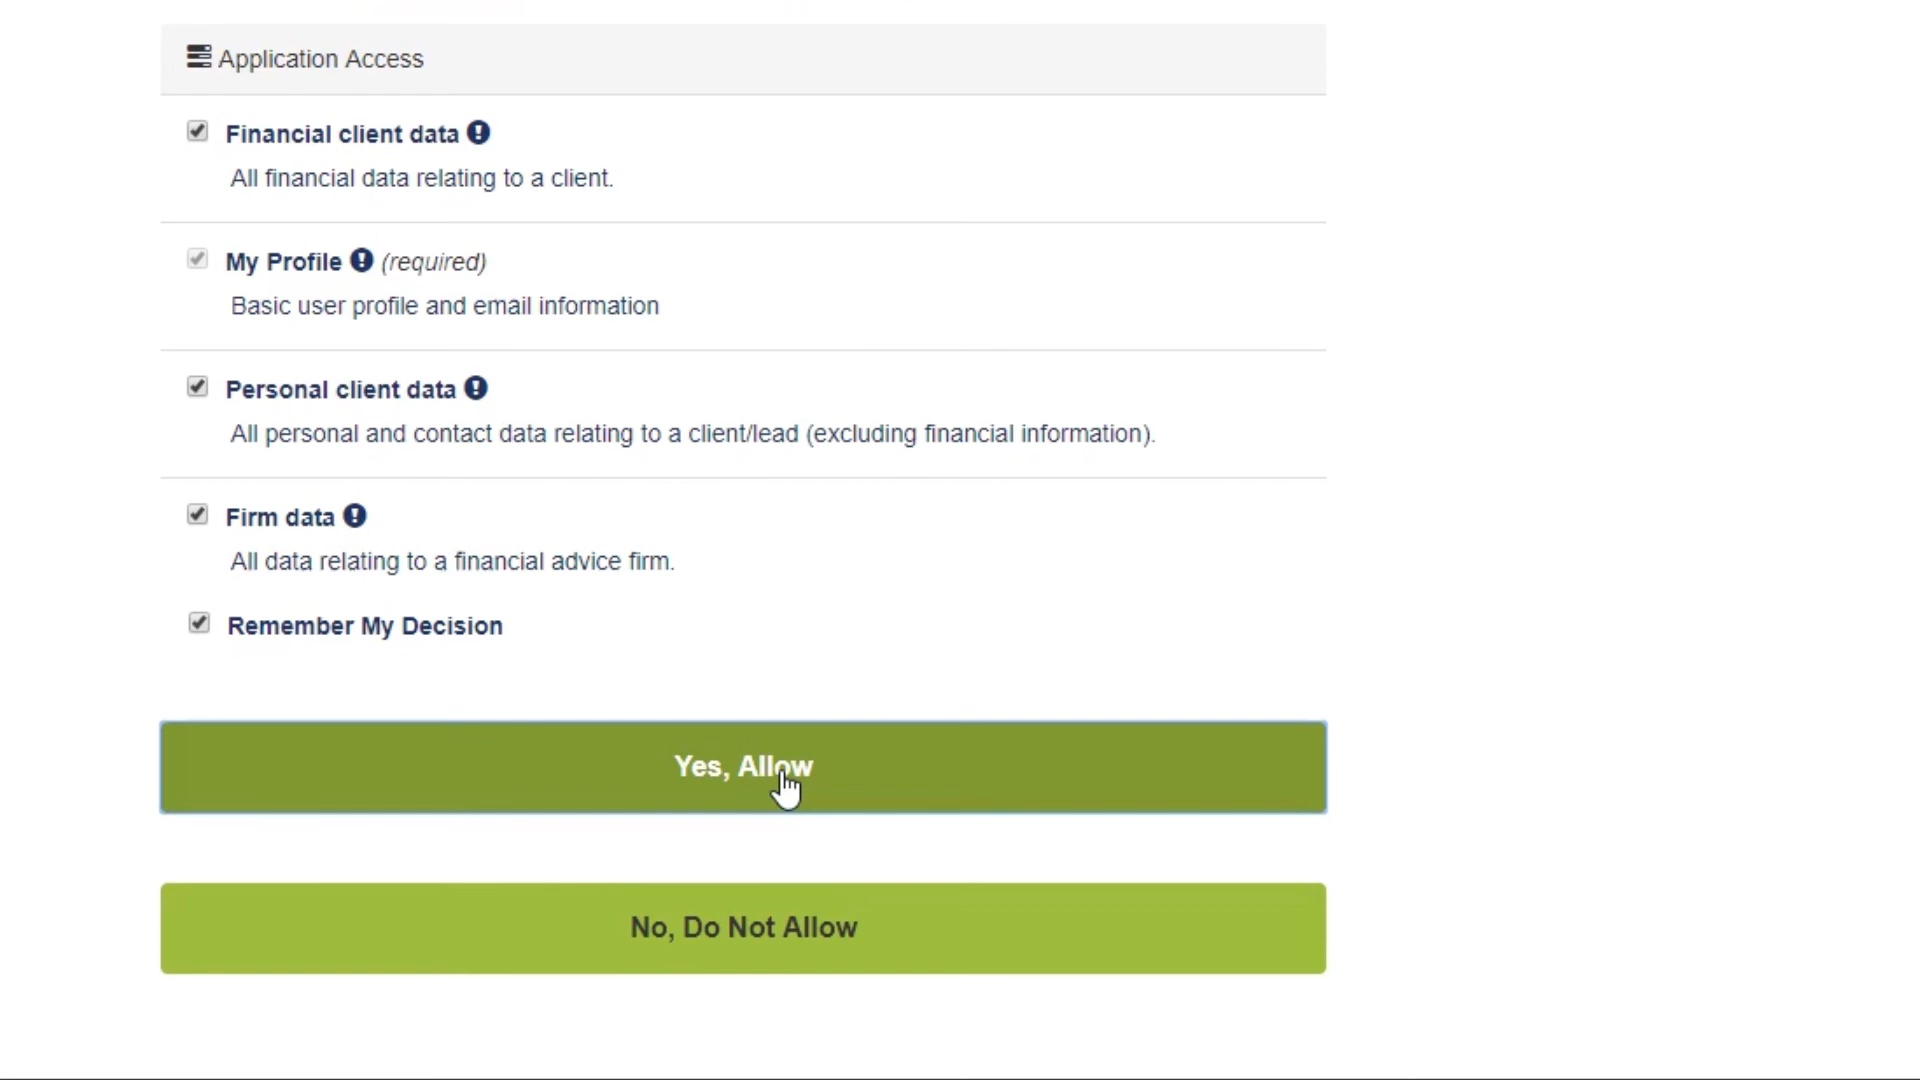 Application Access
Financial client data
All financial data relating to a client.
My Profile (required)
Basic user profile and email information
Personal client data
All personal and contact data relating to a client/lead (excluding financial information).
Firm data
All data relating to a financial advice firm.
Remember My Decision
Yes, Allow
No, Do Not Allow